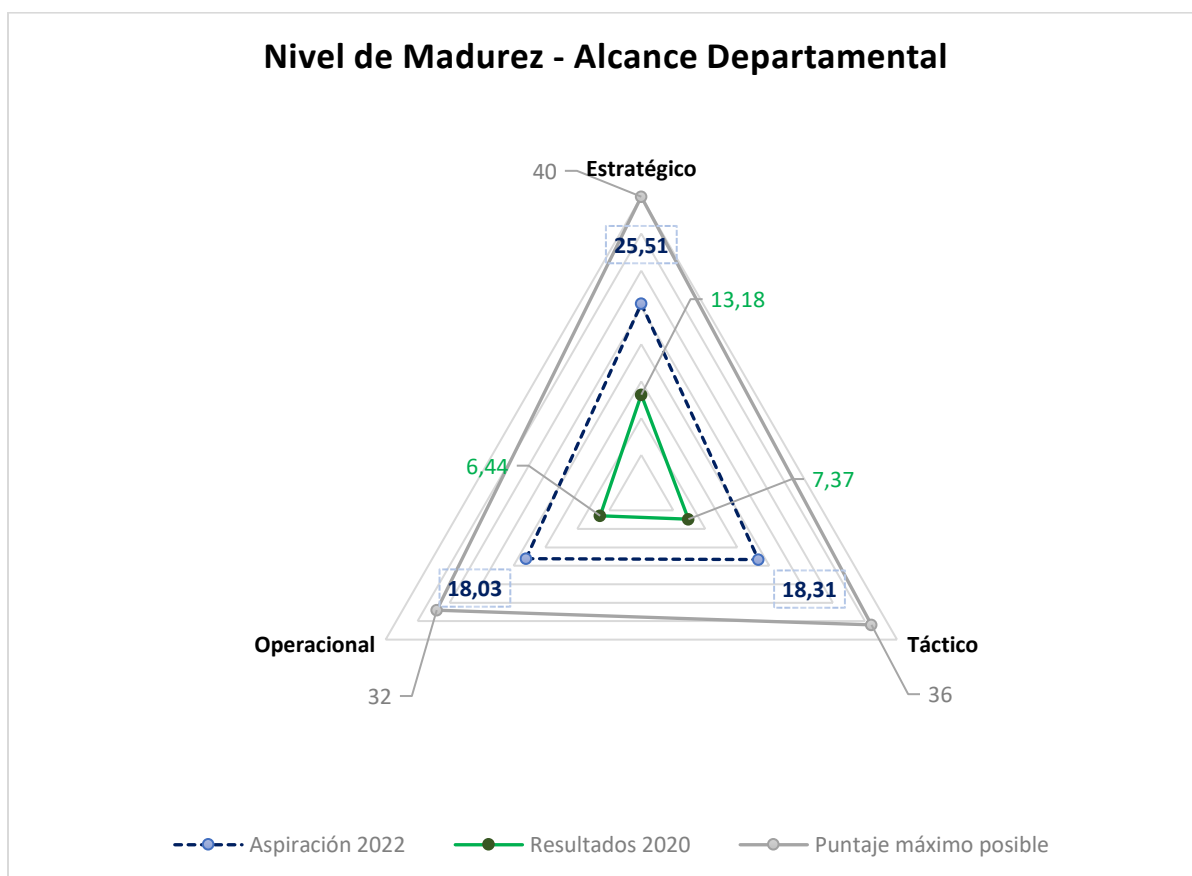 Nivel de Madurez - Alcance Departamental
Estratégico
40
25,51
13,18
6,44
7,37
18,03
18,31
Operacional
Táctico
32
36
Aspiración 2022
Resultados 2020
Puntaje máximo posible